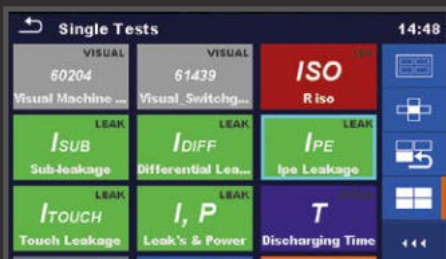 Single Tests 14:48
VISUAL VISUAL ISO
60204 61439 ISO
Visual Machine ... Visual_Switchg... R iso
LEAK LEAK LEAK
ISUB IDIFF IPE
Sub-leakage Differential Lea... Ipe Leakage
LEAK LEAK
ITOUCH I, P T
Touch Leakage Leak's & Power Discharging Time